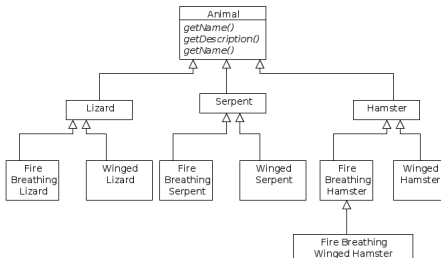 Animal
getName()
getDescription()
getName()
Lizard
Serpent
Hamster
Fire
Breathing
Lizard
Winged
Lizard
Fire
Breathing
Serpent
Winged
Serpent
Fire
Breathing
Hamster
Winged
Hamster
Fire Breathing
Winged Hamster